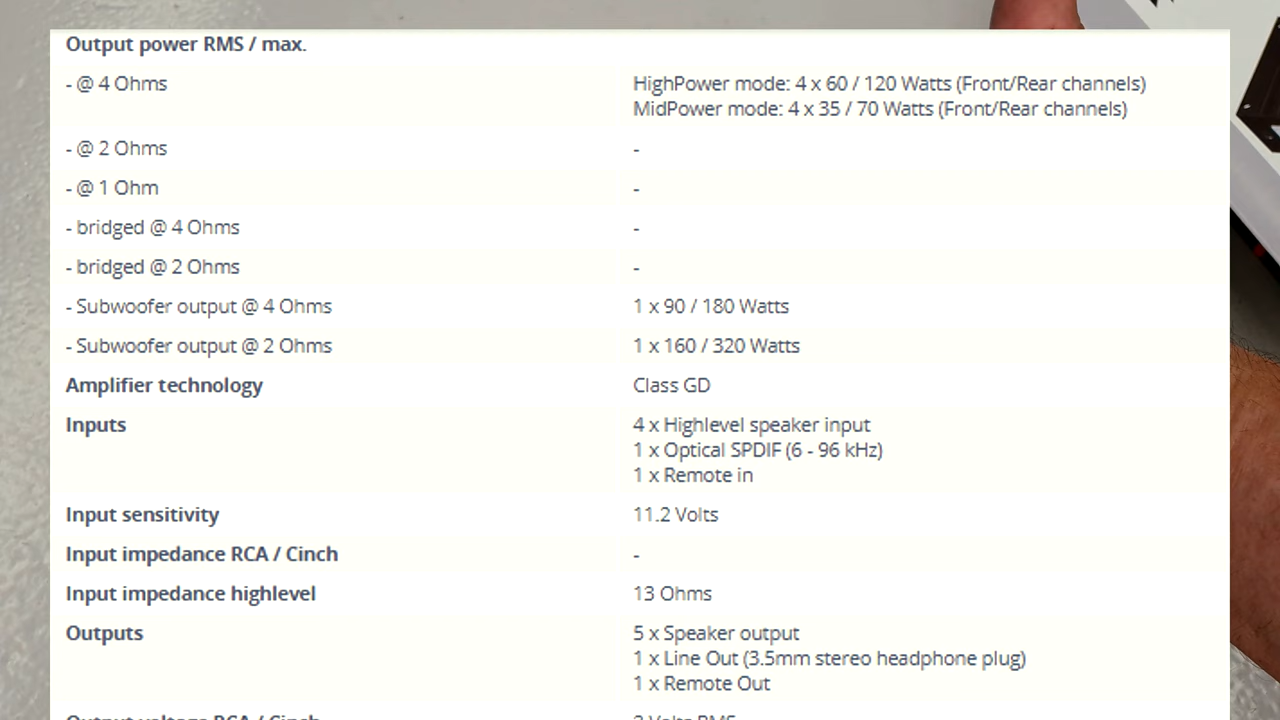 Output power RMS / max.
- @ 4 Ohms
HighPower mode: 4 x 60 / 120 Watts (Front/Rear channels)
MidPower mode: 4 x 35 / 70 Watts (Front/Rear channels)
- @ 2 Ohms
-
- @ 1 Ohm
-
- bridged @ 4 Ohms
-
- bridged @ 2 Ohms
-
- Subwoofer output @ 4 Ohms
1 x 90 / 180 Watts
- Subwoofer output @ 2 Ohms
1 x 160 / 320 Watts
Amplifier technology
Class GD
Inputs
4 x Highlevel speaker input
1 x Optical SPDIF (6 - 96 kHz)
1 x Remote in
Input sensitivity
11.2 Volts
Input impedance RCA / Cinch
-
Input impedance highlevel
13 Ohms
Outputs
5 x Speaker output
1 x Line Out (3.5mm stereo headphone plug)
1 x Remote Out
Output voltage RCA / Cinch